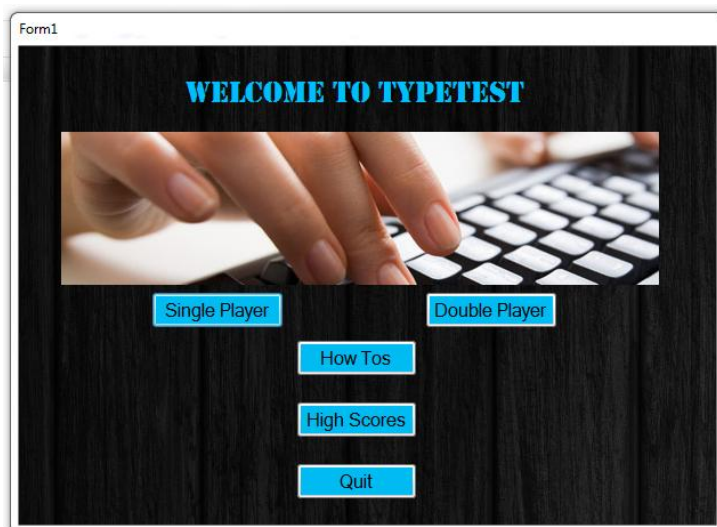 Form1
WELCOME TO TYPETEST
Single Player
Double Player
How Tos
High Scores
Quit